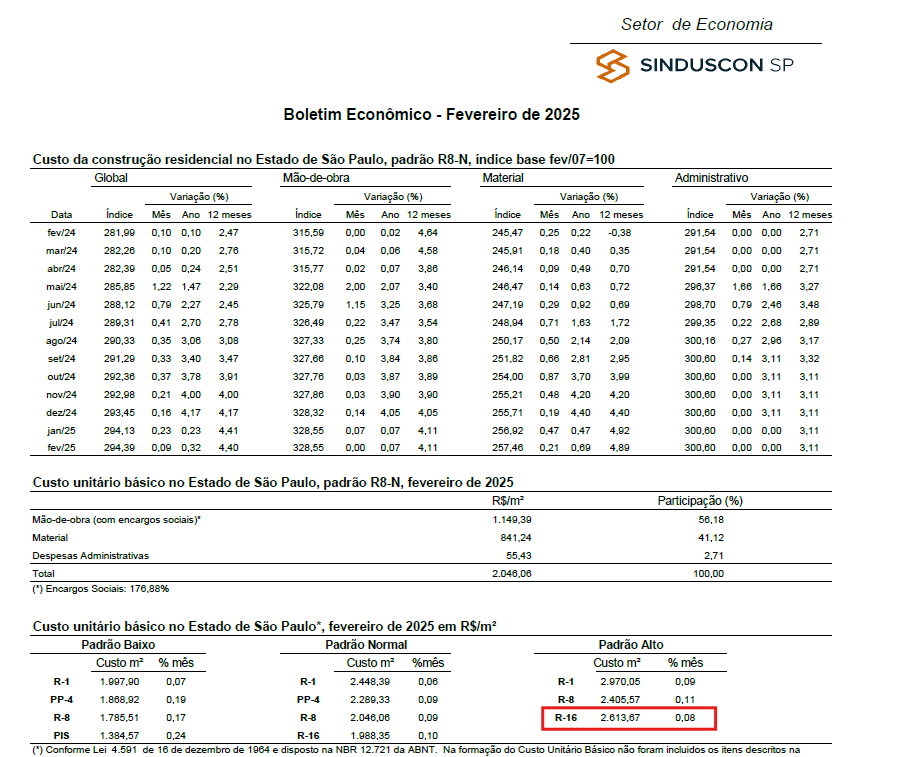 Setor de Economia
SINDUSCON SP
Boletim Econômico - Fevereiro de 2025
Custo da construção residencial no Estado de São Paulo, padrão R8-N, índice base fev/07=100
Global Mão-de-obra Material Administrativo
Variação (%) Variação (%) Variação (%) Variação (%)
Data Índice Mês Ano 12 meses Índice Mês Ano 12 meses Índice Mês Ano 12 meses Índice Mês Ano 12 meses
fev/24 281,99 0,10 0,10 2,47 315,59 0,00 0,02 4,64 245,47 0,25 0,22 -0,38 291,54 0,00 0,00 2,71
mar/24 282,26 0,10 0,20 2,76 315,72 0,04 0,06 4,58 245,91 0,18 0,40 0,35 291,54 0,00 0,00 2,71
abr/24 282,39 0,05 0,24 2,51 315,77 0,02 0,07 3,86 246,14 0,09 0,49 0,70 291,54 0,00 0,00 2,71
mai/24 285,85 1,22 1,47 2,29 322,08 2,00 2,07 3,40 246,47 0,14 0,63 0,72 296,37 1,66 1,66 3,27
jun/24 288,12 0,79 2,27 2,45 325,79 1,15 3,25 3,68 247,19 0,29 0,92 0,69 298,70 0,79 2,46 3,48
jul/24 289,31 0,41 2,70 2,78 326,49 0,22 3,47 3,54 248,94 0,71 1,63 1,72 299,35 0,22 2,68 2,89
ago/24 290,33 0,35 3,06 3,08 327,33 0,25 3,74 3,80 250,17 0,50 2,14 2,09 300,16 0,27 2,96 3,17
set/24 291,29 0,33 3,40 3,47 327,66 0,10 3,84 3,86 251,82 0,66 2,81 2,95 300,60 0,14 3,11 3,32
out/24 292,36 0,37 3,78 3,91 327,76 0,03 3,87 3,89 254,00 0,87 3,70 3,99 300,60 0,00 3,11 3,11
nov/24 292,98 0,21 4,00 4,00 327,86 0,03 3,90 3,90 255,21 0,48 4,20 4,20 300,60 0,00 3,11 3,11
dez/24 293,45 0,16 4,17 4,17 328,32 0,14 4,05 4,05 255,71 0,19 4,40 4,40 300,60 0,00 3,11 3,11
jan/25 294,13 0,23 0,23 4,41 328,55 0,07 0,07 4,11 256,92 0,47 0,47 4,92 300,60 0,00 0,00 3,11
fev/25 294,39 0,09 0,32 4,40 328,55 0,00 0,07 4,11 257,46 0,21 0,69 4,89 300,60 0,00 0,00 3,11
Custo unitário básico no Estado de São Paulo, padrão R8-N, fevereiro de 2025
R$/m² Participação (%)
Mão-de-obra (com encargos sociais)* 1.149,39 56,18
Material 841,24 41,12
Despesas Administrativas 55,43 2,71
Total 2.046,06 100,00
(*) Encargos Sociais: 176,88%
Custo unitário básico no Estado de São Paulo*, fevereiro de 2025 em R$/m²
Padrão Baixo Padrão Normal Padrão Alto
Custo m² % mês Custo m² %mês Custo m² % mês
R-1 1.997,90 0,07 R-1 2.448,39 0,06 R-1 2.970,05 0,09
PP-4 1.868,92 0,19 PP-4 2.289,33 0,09 R-8 2.405,57 0,11
R-8 1.785,51 0,17 R-8 2.046,06 0,09 R-16 2.613,67 0,08
PIS 1.384,57 0,24 R-16 1.988,35 0,10
(*) Conforme Lei 4.591 de 16 de dezembro de 1964 e disposto na NBR 12.721 da ABNT. Na formação do Custo Unitário Básico não foram incluidos os itens descritos na